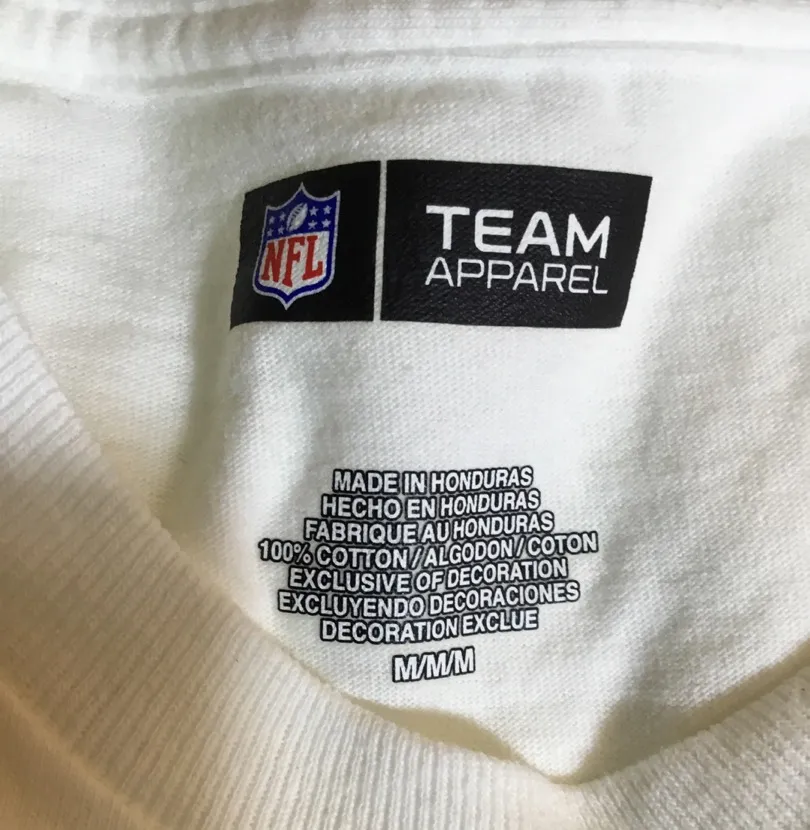 NFL
TEAM
APPAREL
MADE IN HONDURAS
HECHO EN HONDURAS
FABRIQUE AU HONDURAS
100% COTTON / ALGODON / COTON
EXCLUSIVE OF DECORATION
EXCLUYENDO DECORACIONES
DECORATION EXCLUE
M/M/M